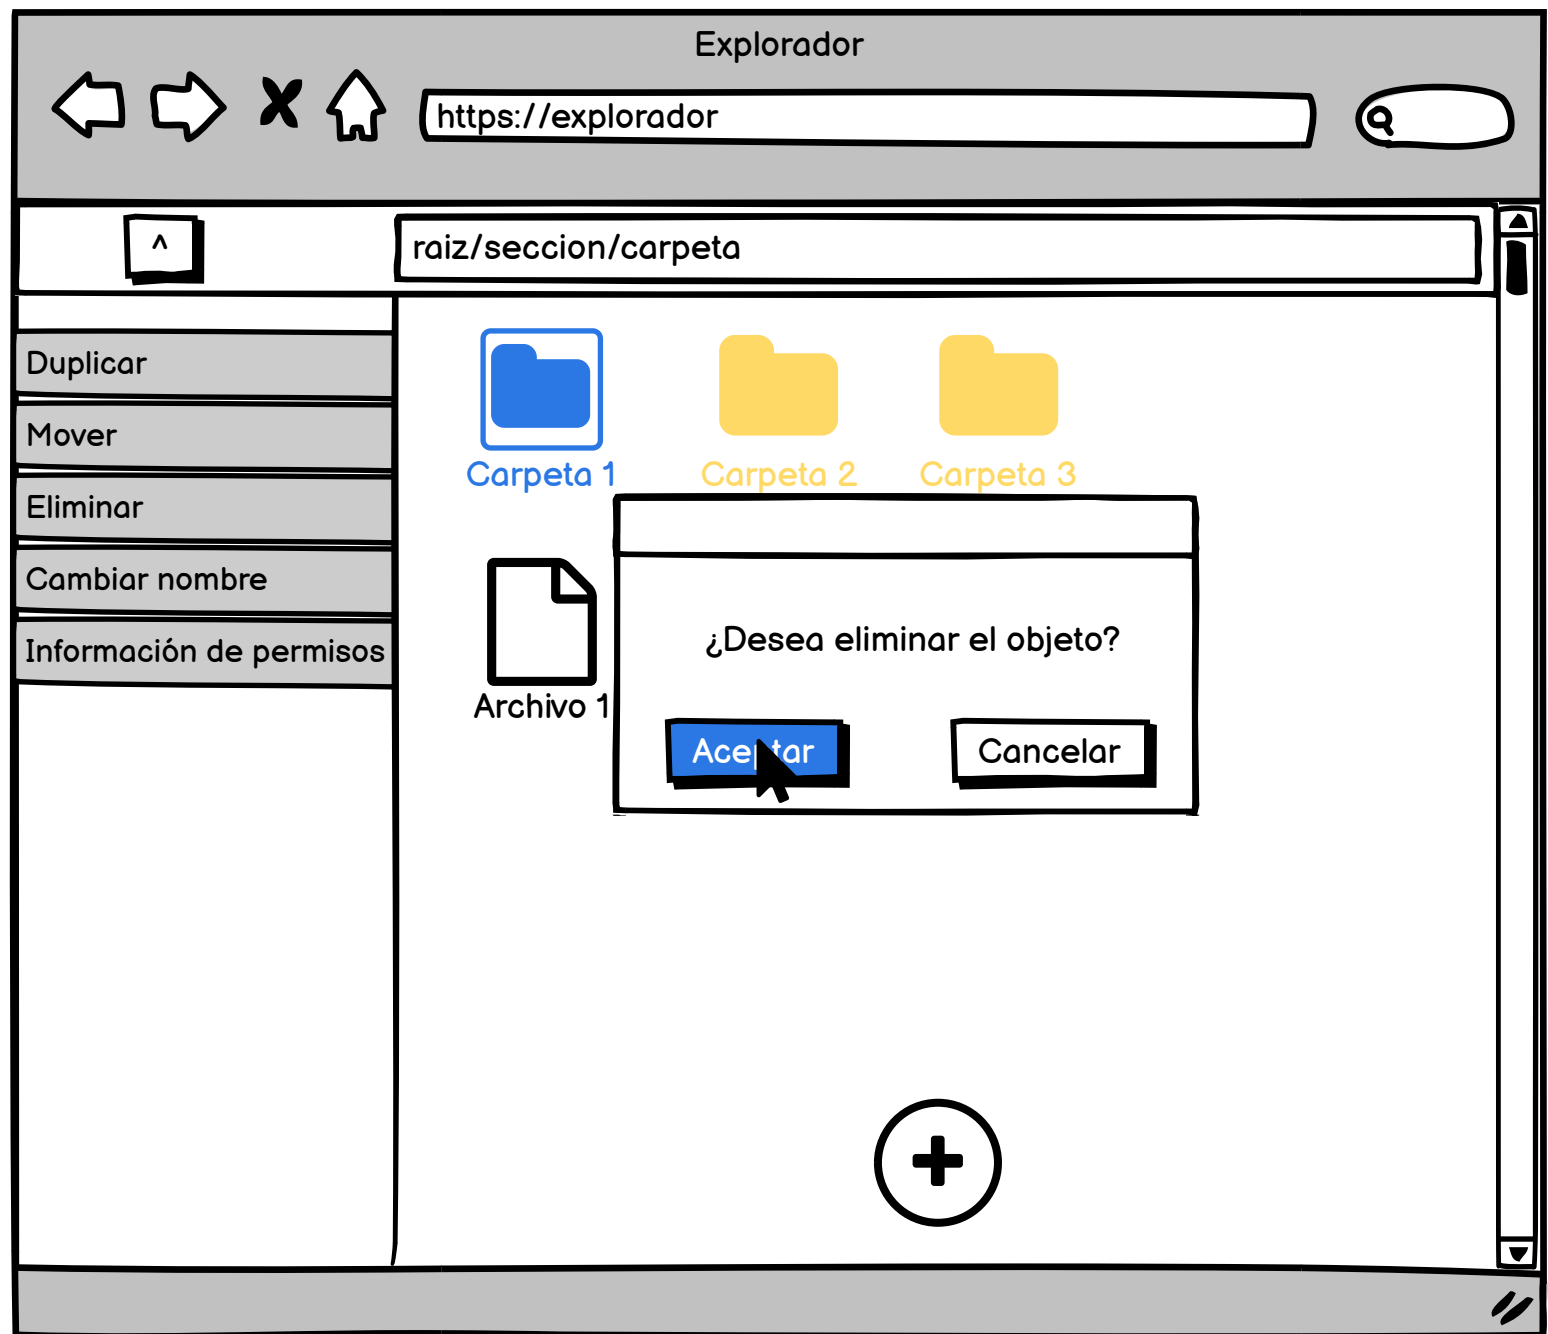 Explorador
https://explorador
^
raiz/seccion/carpeta
Duplicar
Mover
Eliminar
Cambiar nombre
Información de permisos
Carpeta 1
Carpeta 2
Carpeta 3
Archivo 1
¿Desea eliminar el objeto?
Aceptar
Cancelar